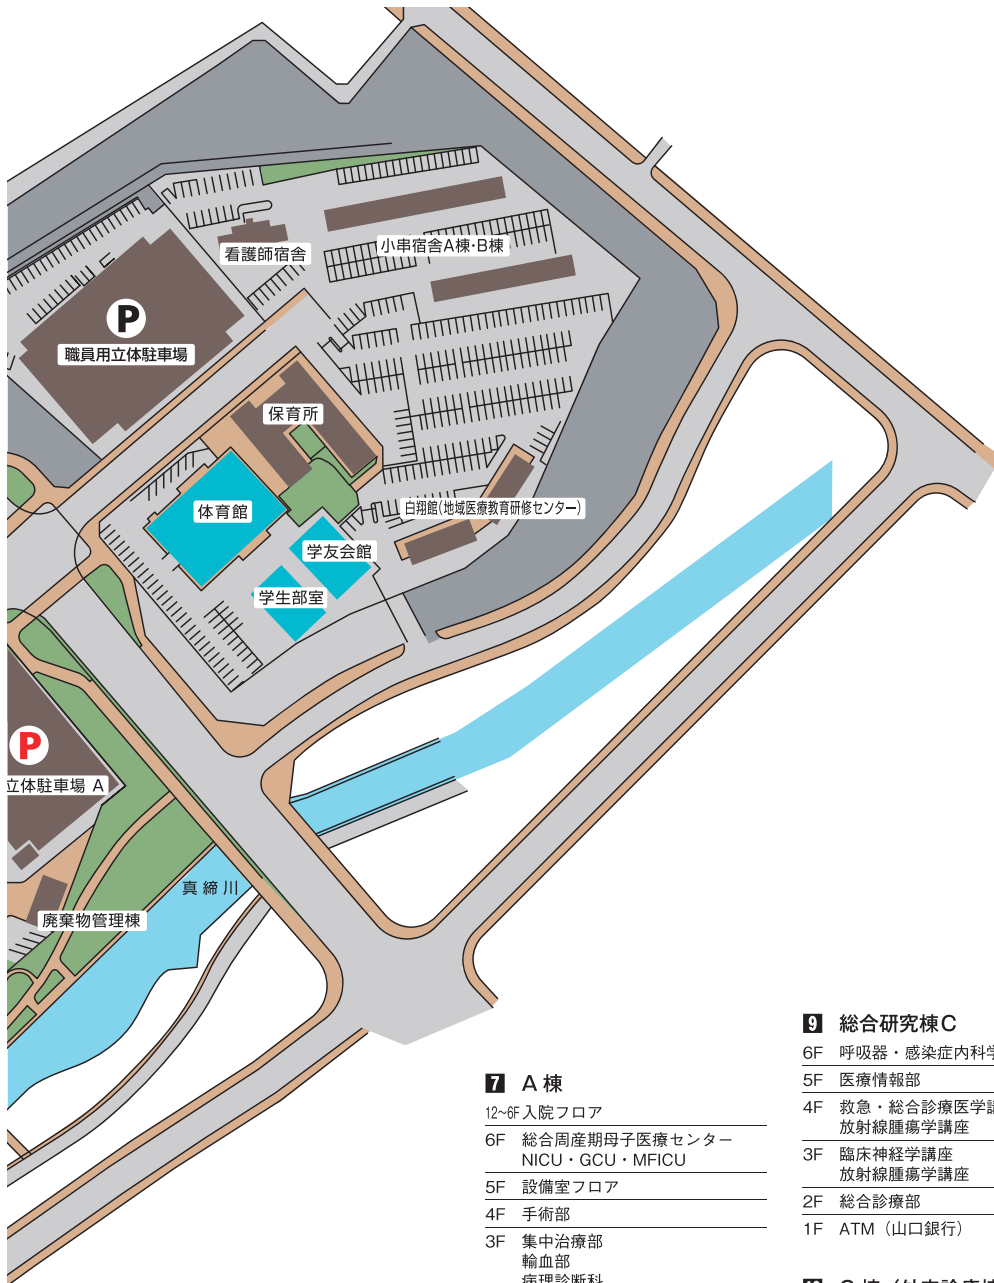 看護師宿舎
小串宿舎A棟・B棟
P
職員用立体駐車場
保育所
体育館
白翔館(地域医療教育研修センター)
学友会館
学生部室
P
立体駐車場 A
真締川
廃棄物管理棟
7 A 棟
12~6F 入院フロア
6F 総合周産期母子医療センター
NICU・GCU・MFICU
5F 設備室フロア
4F 手術部
3F 集中治療部
輸血部
病理診断科
9 総合研究棟C
6F 呼吸器・感染症内科学
5F 医療情報部
4F 救急・総合診療医学講
放射線腫瘍学講座
3F 臨床神経学講座
放射線腫瘍学講座
2F 総合診療部
1F ATM（山口銀行）